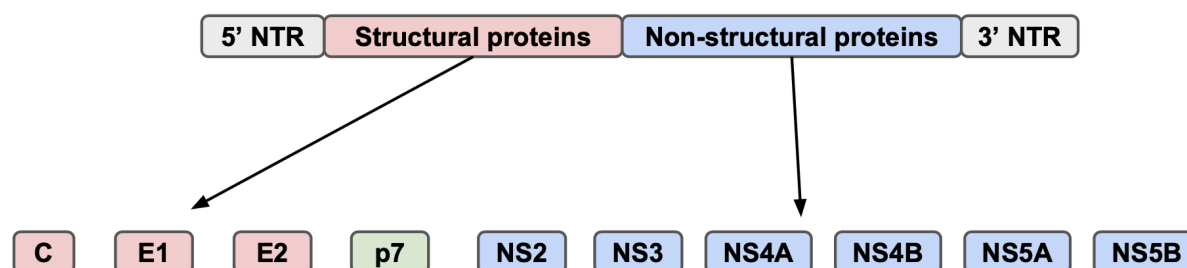 5’ NTR Structural proteins Non-structural proteins 3’ NTR
C E1 E2 p7 NS2 NS3 NS4A NS4B NS5A NS5B